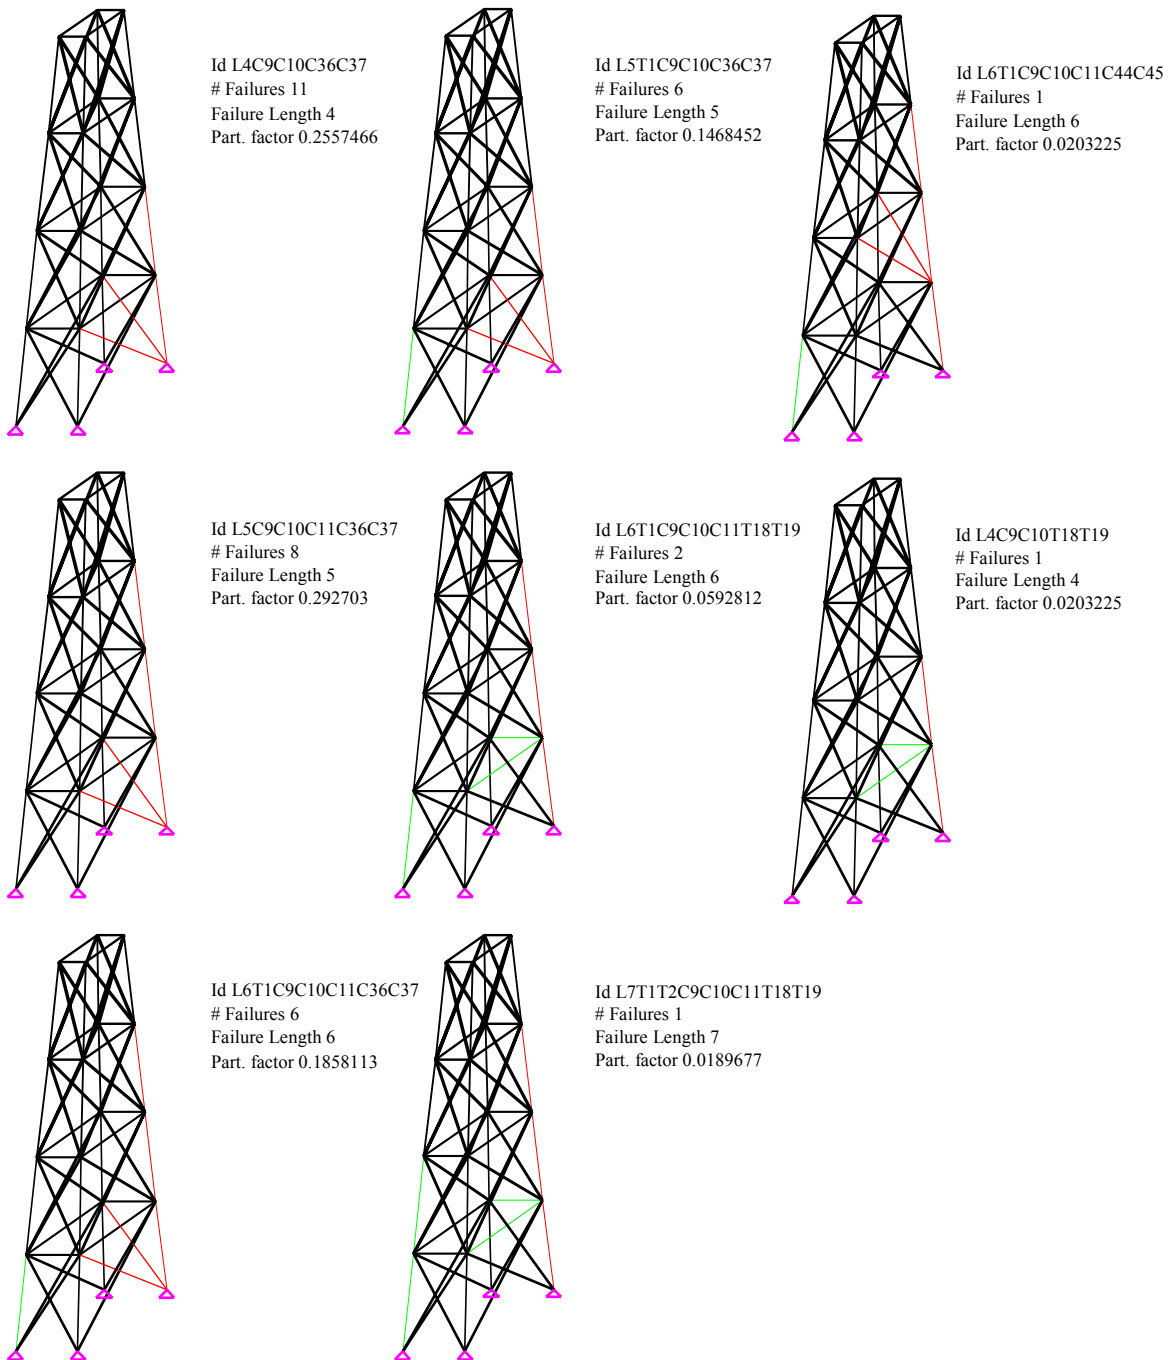 Id L4C9C10C36C37
# Failures 11
Failure Length 4
Part. factor 0.2557466
Id L5T1C9C10C36C37
# Failures 6
Failure Length 5
Part. factor 0.1468452
Id L6T1C9C10C11C44C45
# Failures 1
Failure Length 6
Part. factor 0.0203225
Id L5C9C10C11C36C37
# Failures 8
Failure Length 5
Part. factor 0.292703
Id L6T1C9C10C11T18T19
# Failures 2
Failure Length 6
Part. factor 0.0592812
Id L4C9C10T18T19
# Failures 1
Failure Length 4
Part. factor 0.0203225
Id L6T1C9C10C11C36C37
# Failures 6
Failure Length 6
Part. factor 0.1858113
Id L7T1T2C9C10C11T18T19
# Failures 1
Failure Length 7
Part. factor 0.0189677